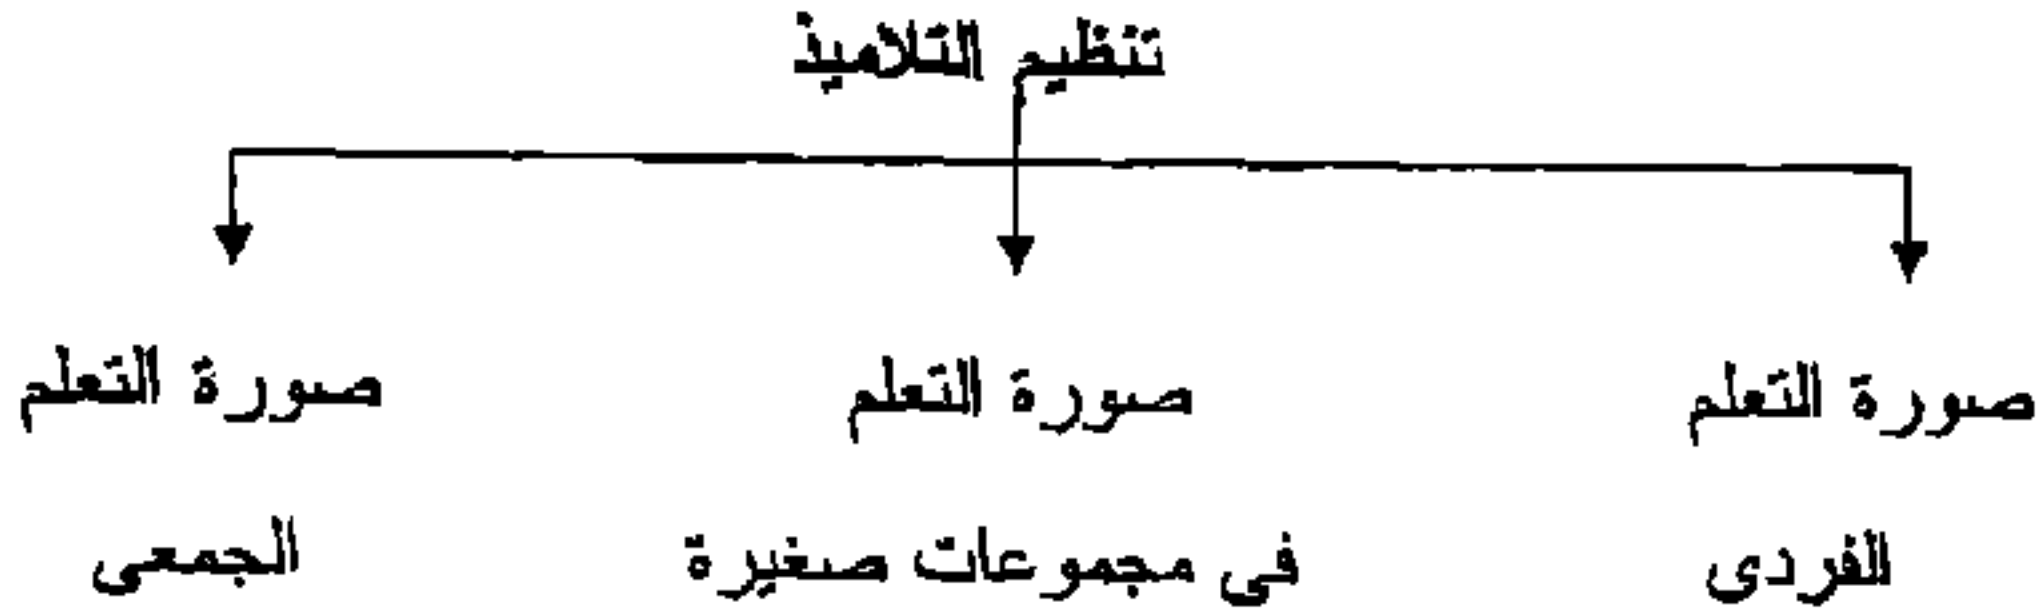 تنظيم التلاميذ
صورة التعلم
الفردى
صورة التعلم
فى مجموعات صغيرة
صورة التعلم
الجمعى